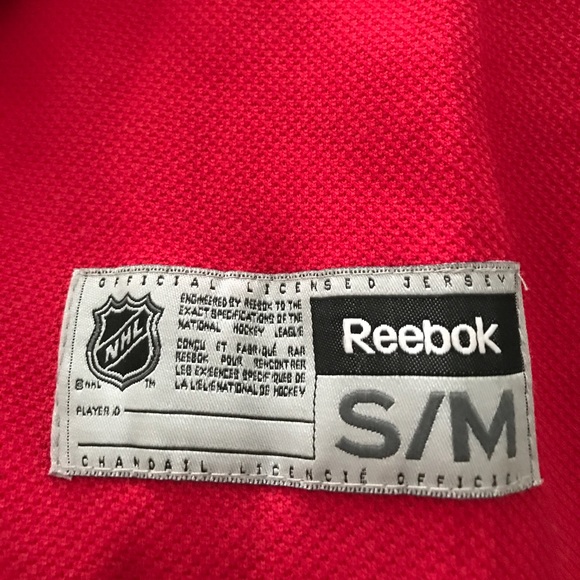 OFFICIAL LICENSED JERSEY
NHL
ENGINEERED BY REEBOK TO THE
EXACT SPECIFICATIONS OF THE
NATIONAL HOCKEY LEAGUE
CONÇU ET FABRIQUÉ PAR
REEBOK POUR RENCONTRER
LES EXIGENCES SPECIFIQUES DE
LA LIGUE NATIONAL DE HOCKEY
© NHL TM
PLAYER ID
Reebok
S/M
CHANDAIL LICENCIÉ OFFICIEL